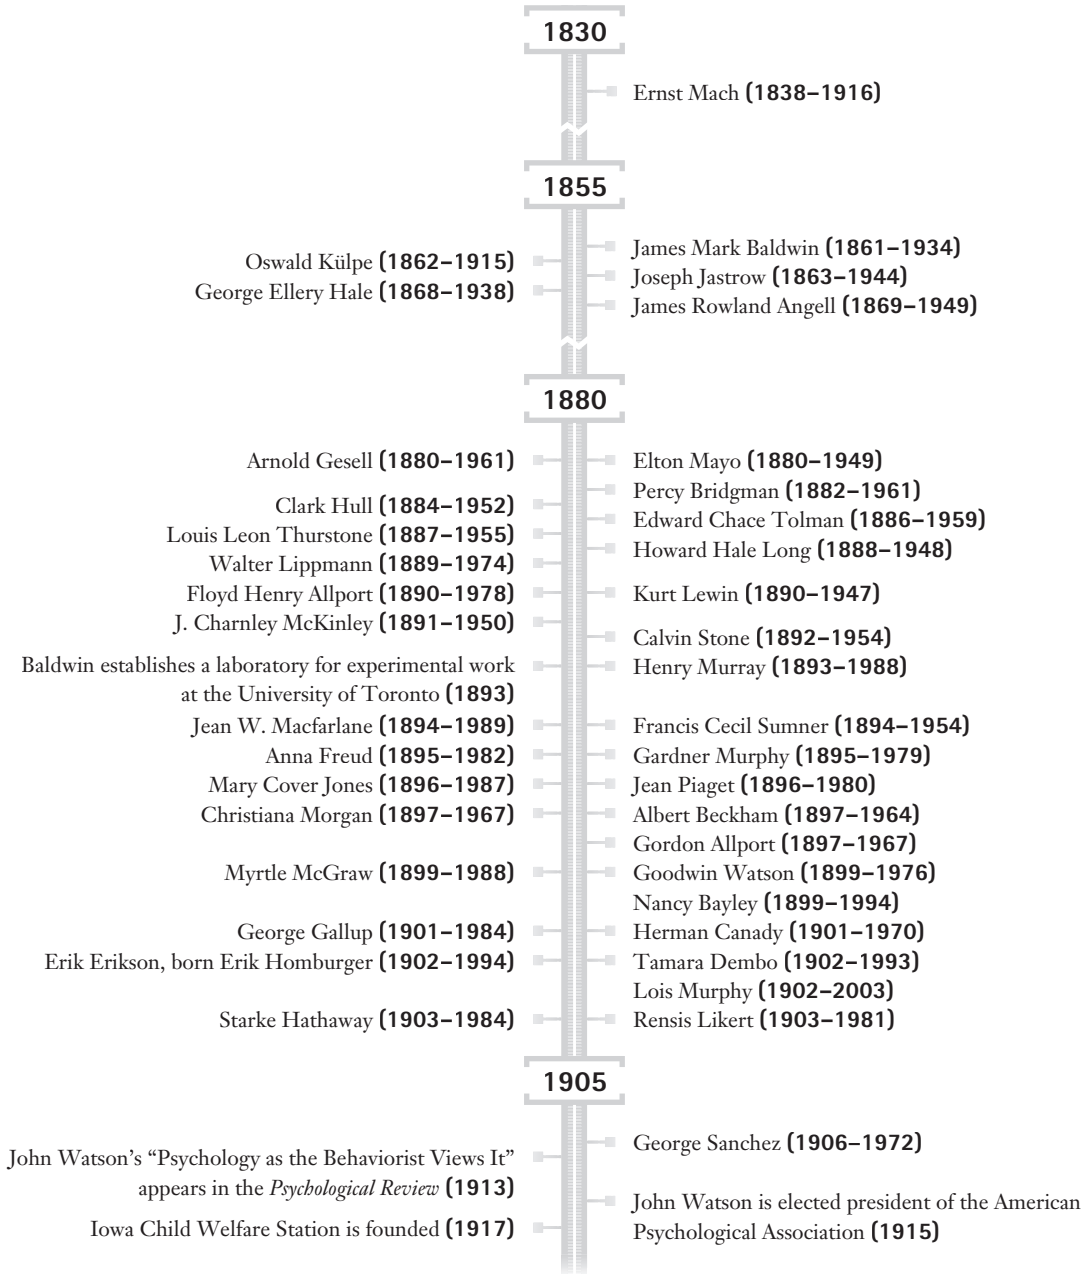 1830
Ernst Mach (1838–1916)
1855
James Mark Baldwin (1861–1934)
Oswald Külpe (1862–1915)
Joseph Jastrow (1863–1944)
George Ellery Hale (1868–1938)
James Rowland Angell (1869–1949)
1880
Arnold Gesell (1880–1961)
Elton Mayo (1880–1949)
Percy Bridgman (1882–1961)
Clark Hull (1884–1952)
Edward Chace Tolman (1886–1959)
Louis Leon Thurstone (1887–1955)
Howard Hale Long (1888–1948)
Walter Lippmann (1889–1974)
Floyd Henry Allport (1890–1978)
Kurt Lewin (1890–1947)
J. Charnley McKinley (1891–1950)
Calvin Stone (1892–1954)
Baldwin establishes a laboratory for experimental work
at the University of Toronto (1893)
Henry Murray (1893–1988)
Jean W. Macfarlane (1894–1989)
Francis Cecil Sumner (1894–1954)
Anna Freud (1895–1982)
Gardner Murphy (1895–1979)
Mary Cover Jones (1896–1987)
Jean Piaget (1896–1980)
Christiana Morgan (1897–1967)
Albert Beckham (1897–1964)
Gordon Allport (1897–1967)
Myrtle McGraw (1899–1988)
Goodwin Watson (1899–1976)
Nancy Bayley (1899–1994)
George Gallup (1901–1984)
Herman Canady (1901–1970)
Erik Erikson, born Erik Homburger (1902–1994)
Tamara Dembo (1902–1993)
Lois Murphy (1902–2003)
Starke Hathaway (1903–1984)
Rensis Likert (1903–1981)
1905
George Sanchez (1906–1972)
John Watson’s “Psychology as the Behaviorist Views It”
appears in the Psychological Review (1913)
John Watson is elected president of the American
Psychological Association (1915)
Iowa Child Welfare Station is founded (1917)